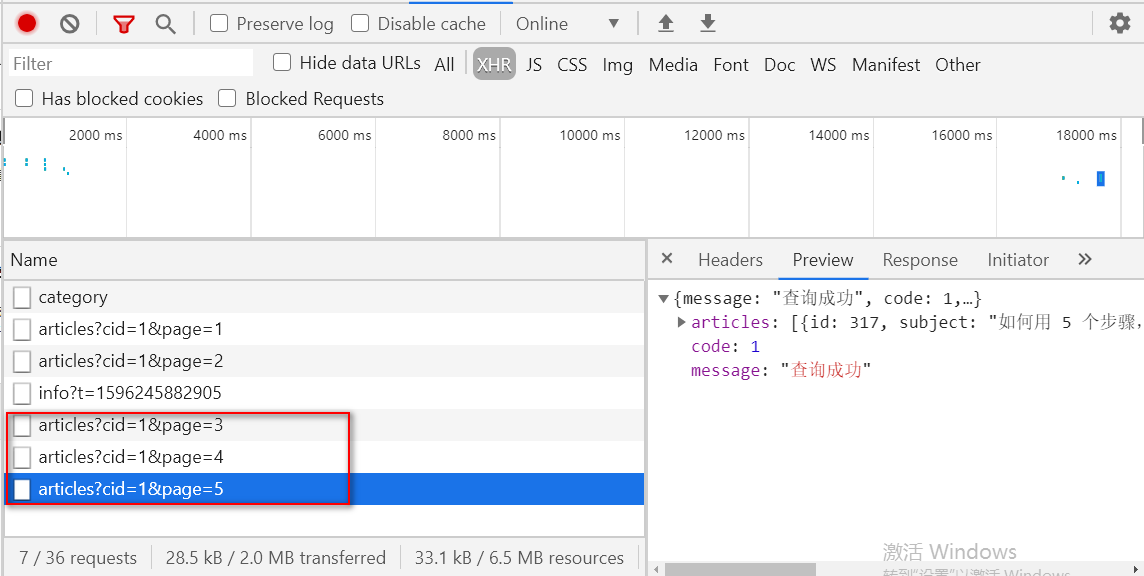 Preserve log Disable cache Online
Filter Hide data URLs All XHR JS CSS Img Media Font Doc WS Manifest Other
Has blocked cookies Blocked Requests
2000 ms 4000 ms 6000 ms 8000 ms 10000 ms 12000 ms 14000 ms 16000 ms 18000 ms
Name
category
articles?cid=1&page=1
articles?cid=1&page=2
info?t=1596245882905
articles?cid=1&page=3
articles?cid=1&page=4
articles?cid=1&page=5
7 / 36 requests 28.5 kB / 2.0 MB transferred 33.1 kB / 6.5 MB resources
Headers Preview Response Initiator
{message: "查询成功", code: 1,…}
articles: [{id: 317, subject: "如何用 5 个步骤,
code: 1
message: "查询成功"
激活 Windows
转到"设置"以激活 Windows